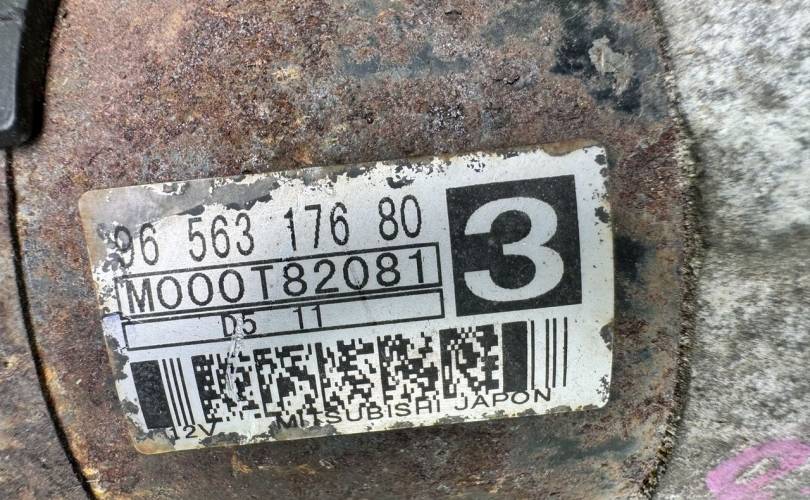 96 563 176 80
3
M000T82081
D5 11
12V MITSUBISHI JAPON